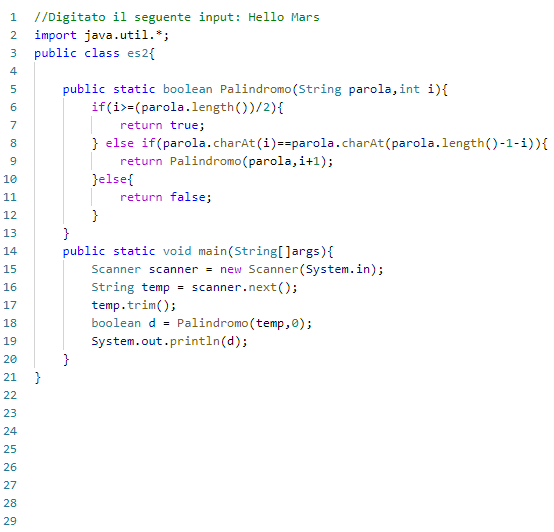 1 //Digitato il seguente input: Hello Mars
2 import java.util.*;
3 public class es2{
4
5     public static boolean Palindromo(String parola,int i){
6         if(i>=(parola.length())/2){
7             return true;
8         } else if(parola.charAt(i)==parola.charAt(parola.length()-1-i)){
9             return Palindromo(parola,i+1);
10         }else{
11             return false;
12         }
13     }
14     public static void main(String[]args){
15         Scanner scanner = new Scanner(System.in);
16         String temp = scanner.next();
17         temp.trim();
18         boolean d = Palindromo(temp,0);
19         System.out.println(d);
20     }
21 }
22
23
24
25
26
27
28
29